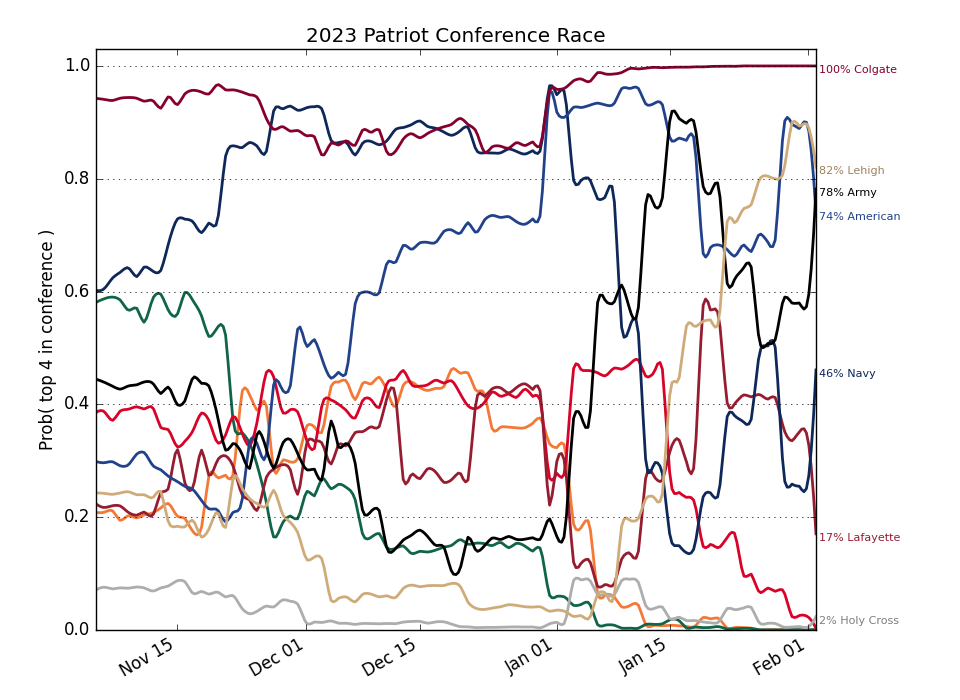 2023 Patriot Conference Race
Prob( top 4 in conference )
1.0
0.8
0.6
0.4
0.2
0.0
Nov 15
Dec 01
Dec 15
Jan 01
Jan 15
Feb 01
100% Colgate
82% Lehigh
78% Army
74% American
46% Navy
17% Lafayette
2% Holy Cross